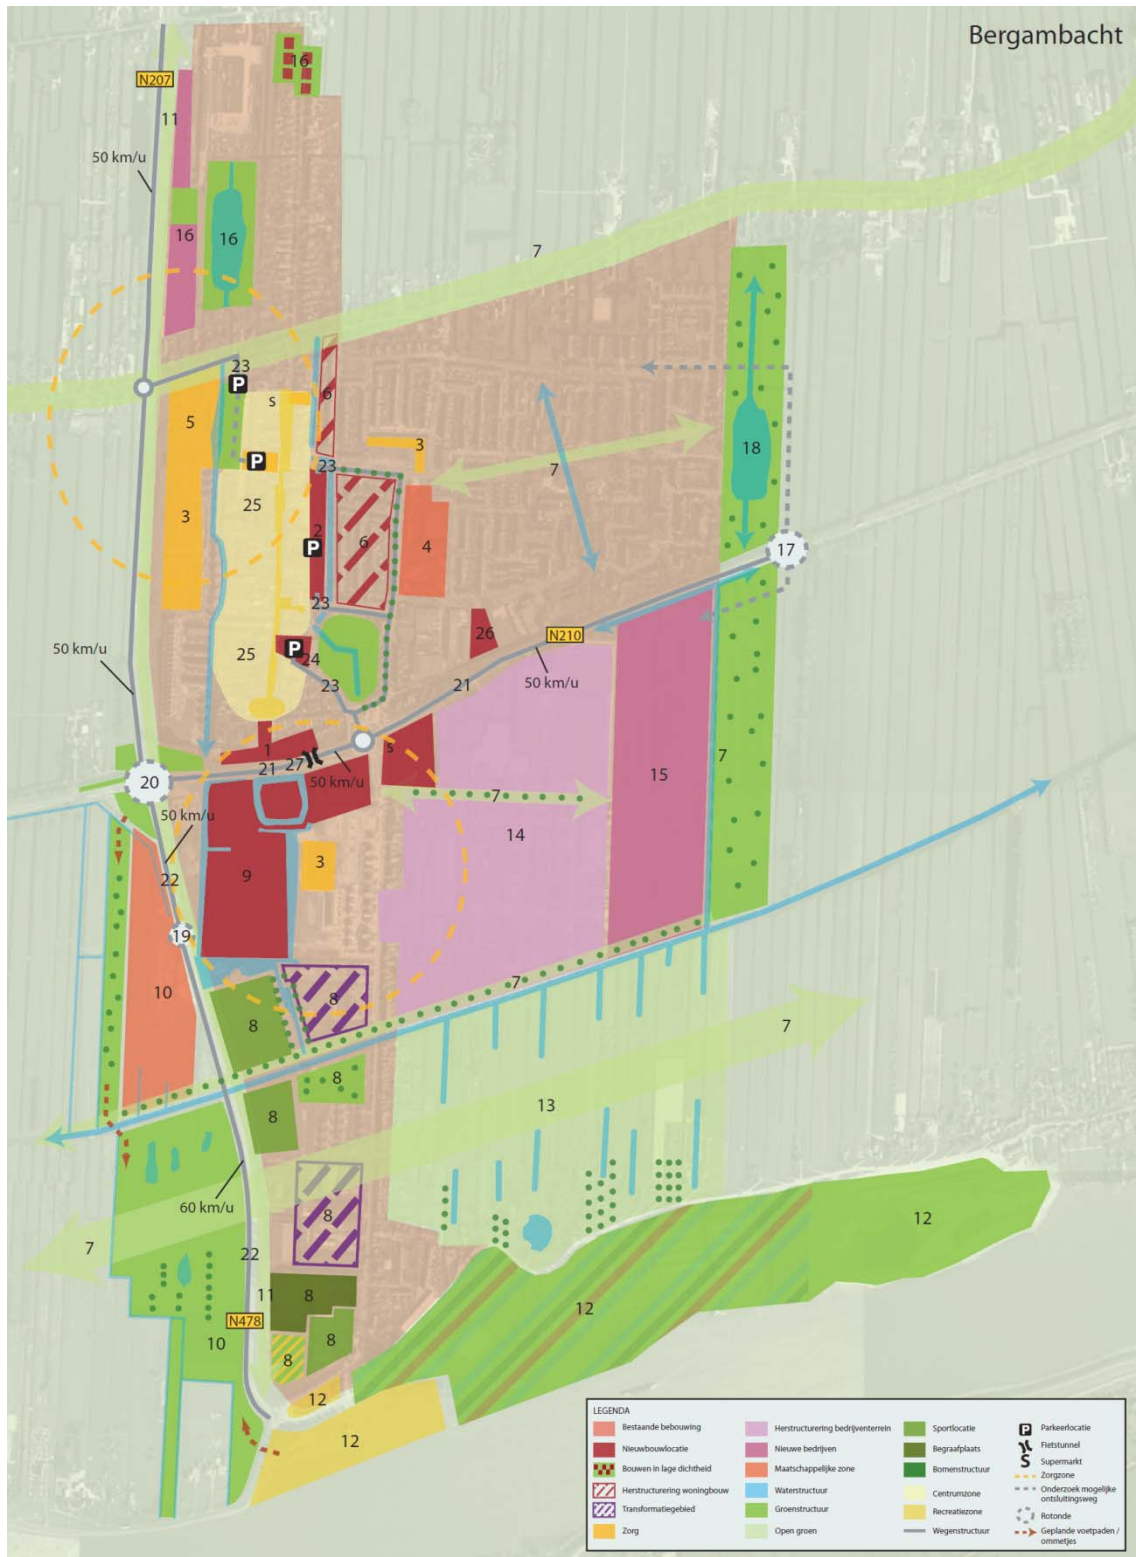 Bergambacht
16
N207
11
50 km/u
16
16
7
23
P
5
S
6
3
P
23
7
18
25
3
2
6
4
P
17
23
26
N210
50 km/u
P
24
25
23
21
50 km/u
1
S
21
27
50 km/u
20
7
15
7
50 km/u
14
22
3
9
19
10
8
8
7
7
8
13
8
60 km/u
8
12
7
22
12
11
8
N478
8
10
8
12
12
LEGENDA
Bestaande bebouwing
Nieuwbouwlocatie
Bouwen in lage dichtheid
Herstructurering woningbouw
Transformatiegebied
Zorg
Herstructurering bedrijventerrein
Nieuwe bedrijven
Maatschappelijke zone
Waterstructuur
Groenstructuur
Open groen
Sportlocatie
Begraafplaats
Bomenstructuur
Centrumzone
Recreatiezone
Wegenstructuur
P Parkeerlocatie
Fietstunnel
S Supermarkt
Zorgzone
Onderzoek mogelijke
ontsluitingsweg
Rotonde
Geplande voetpaden /
ommetjes